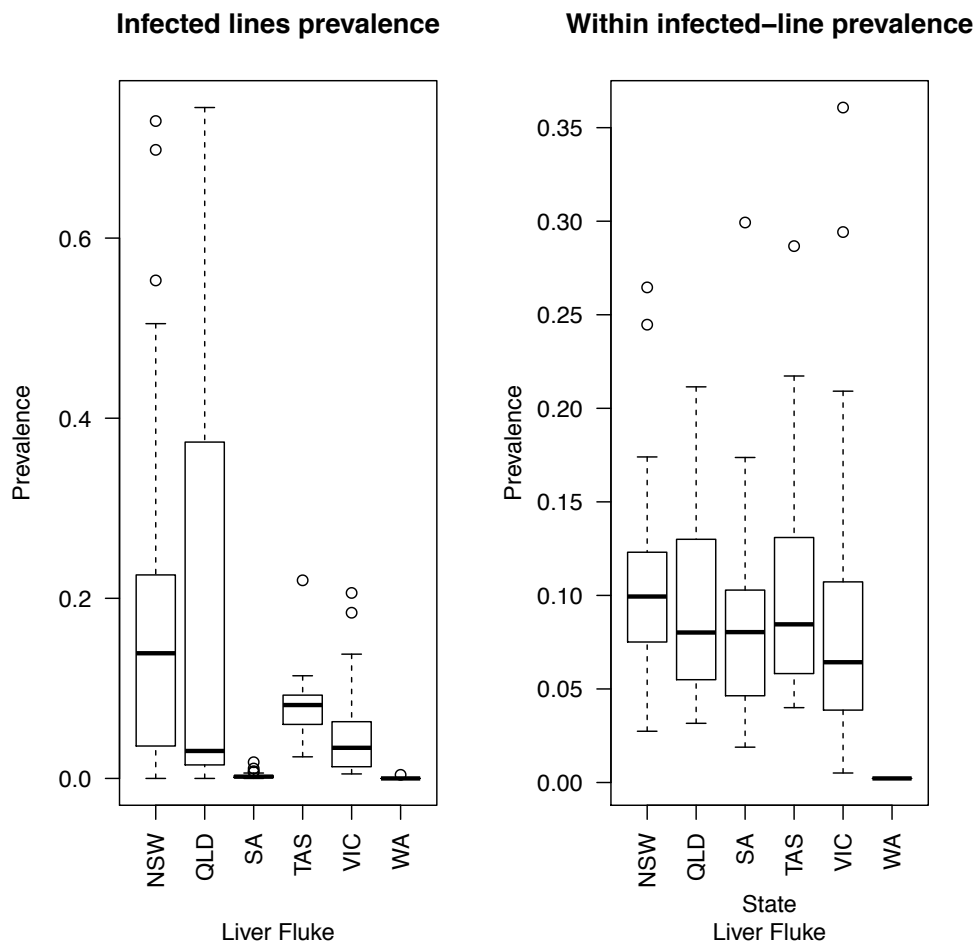 Infected lines prevalence
Prevalence
0.6
0.4
0.2
0.0
NSW
QLD
SA
TAS
VIC
WA
Liver Fluke
Within infected–line prevalence
Prevalence
0.35
0.30
0.25
0.20
0.15
0.10
0.05
0.00
NSW
QLD
SA
TAS
VIC
WA
State
Liver Fluke